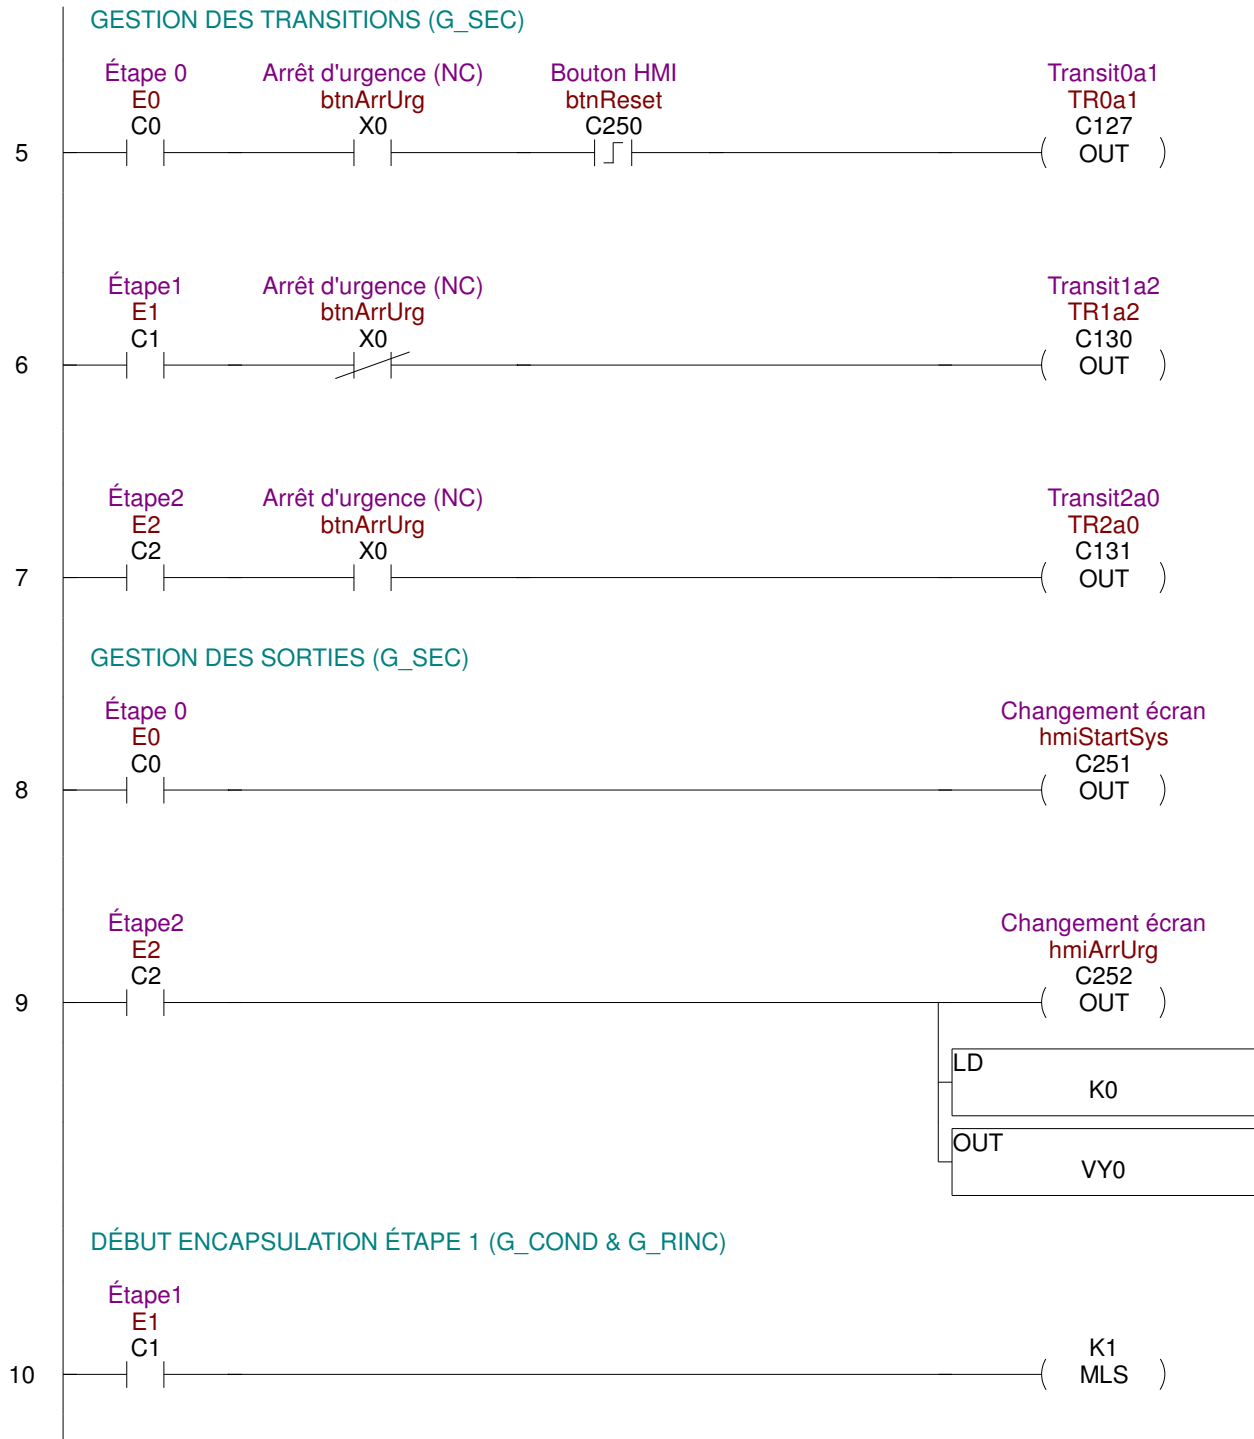 GESTION DES TRANSITIONS (G_SEC)
Étape 0 Arrêt d'urgence (NC) Bouton HMI Transit0a1
E0 btnArrUrg btnReset TR0a1
C0 X0 C250 C127
5 OUT
Étape1 Arrêt d'urgence (NC) Transit1a2
E1 btnArrUrg TR1a2
C1 X0 C130
6 OUT
Étape2 Arrêt d'urgence (NC) Transit2a0
E2 btnArrUrg TR2a0
C2 X0 C131
7 OUT
GESTION DES SORTIES (G_SEC)
Étape 0 Changement écran
E0 hmiStartSys
C0 C251
8 OUT
Étape2 Changement écran
E2 hmiArrUrg
C2 C252
9 OUT
LD
K0
OUT
VY0
DÉBUT ENCAPSULATION ÉTAPE 1 (G_COND & G_RINC)
Étape1
E1
C1 K1
10 MLS